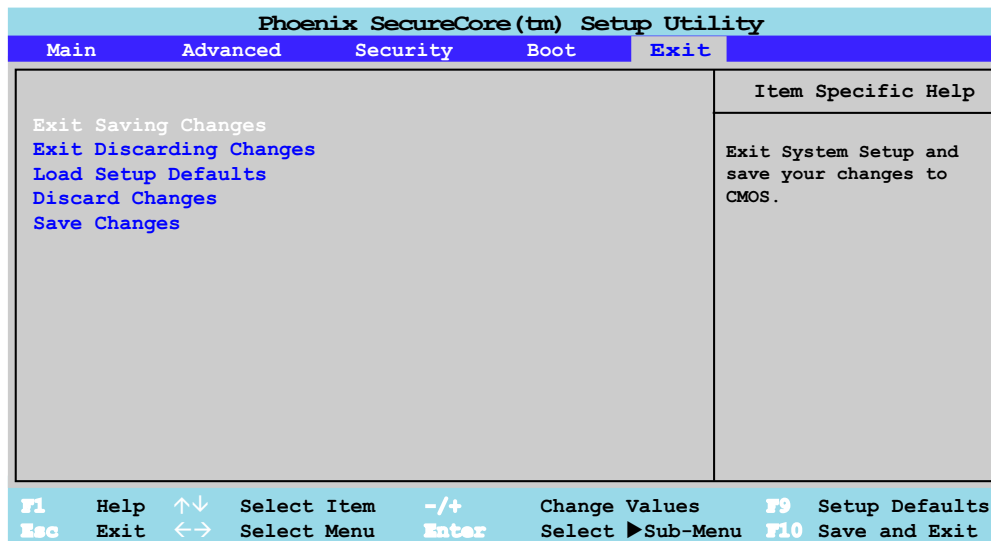 Phoenix SecureCore(tm) Setup Utility
Main Advanced Security Boot Exit
Item Specific Help
Exit Saving Changes
Exit Discarding Changes
Load Setup Defaults
Discard Changes
Save Changes
Exit System Setup and
save your changes to
CMOS.
F1 Help ↑↓ Select Item -/+ Change Values F9 Setup Defaults
Esc Exit ←→ Select Menu Enter Select ▶Sub-Menu F10 Save and Exit